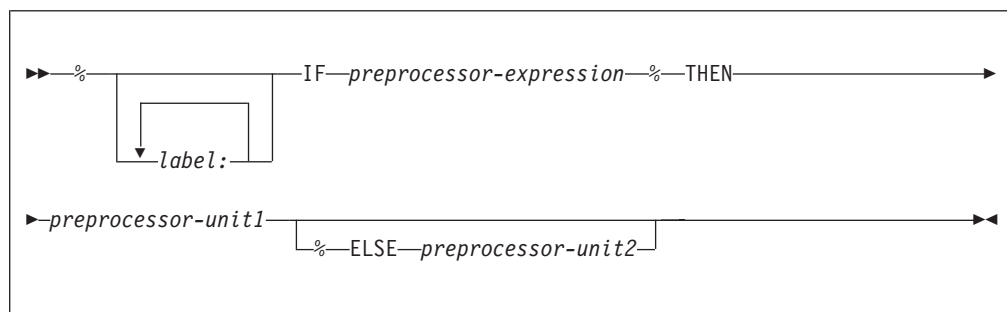 % IF preprocessor-expression % THEN
label:
preprocessor-unit1
% ELSE preprocessor-unit2